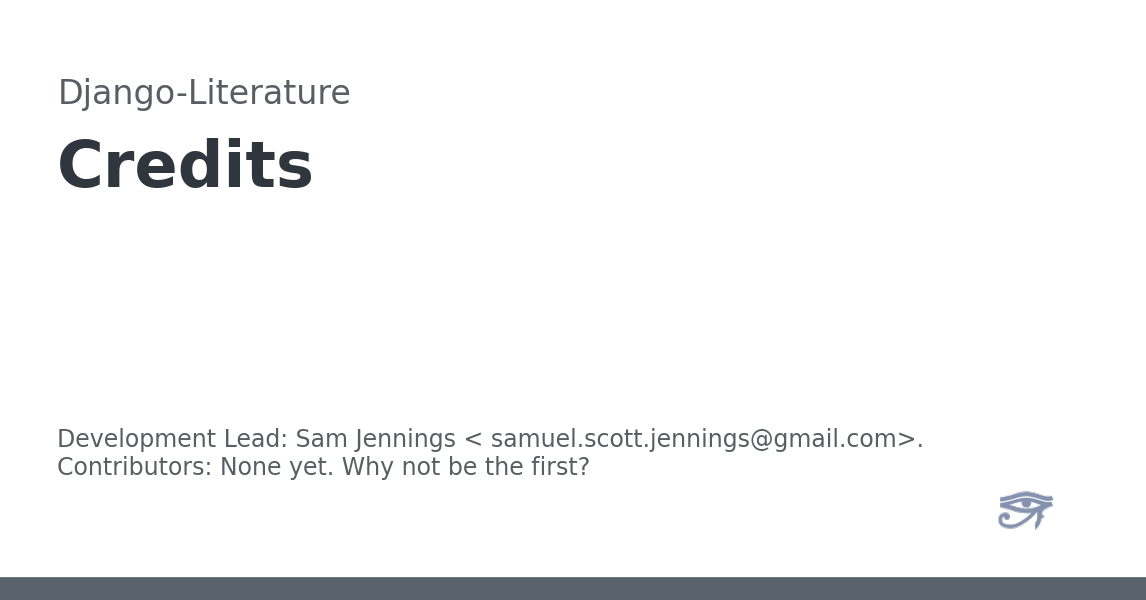 Django-Literature
Credits
Development Lead: Sam Jennings < samuel.scott.jennings@gmail.com>.
Contributors: None yet. Why not be the first?